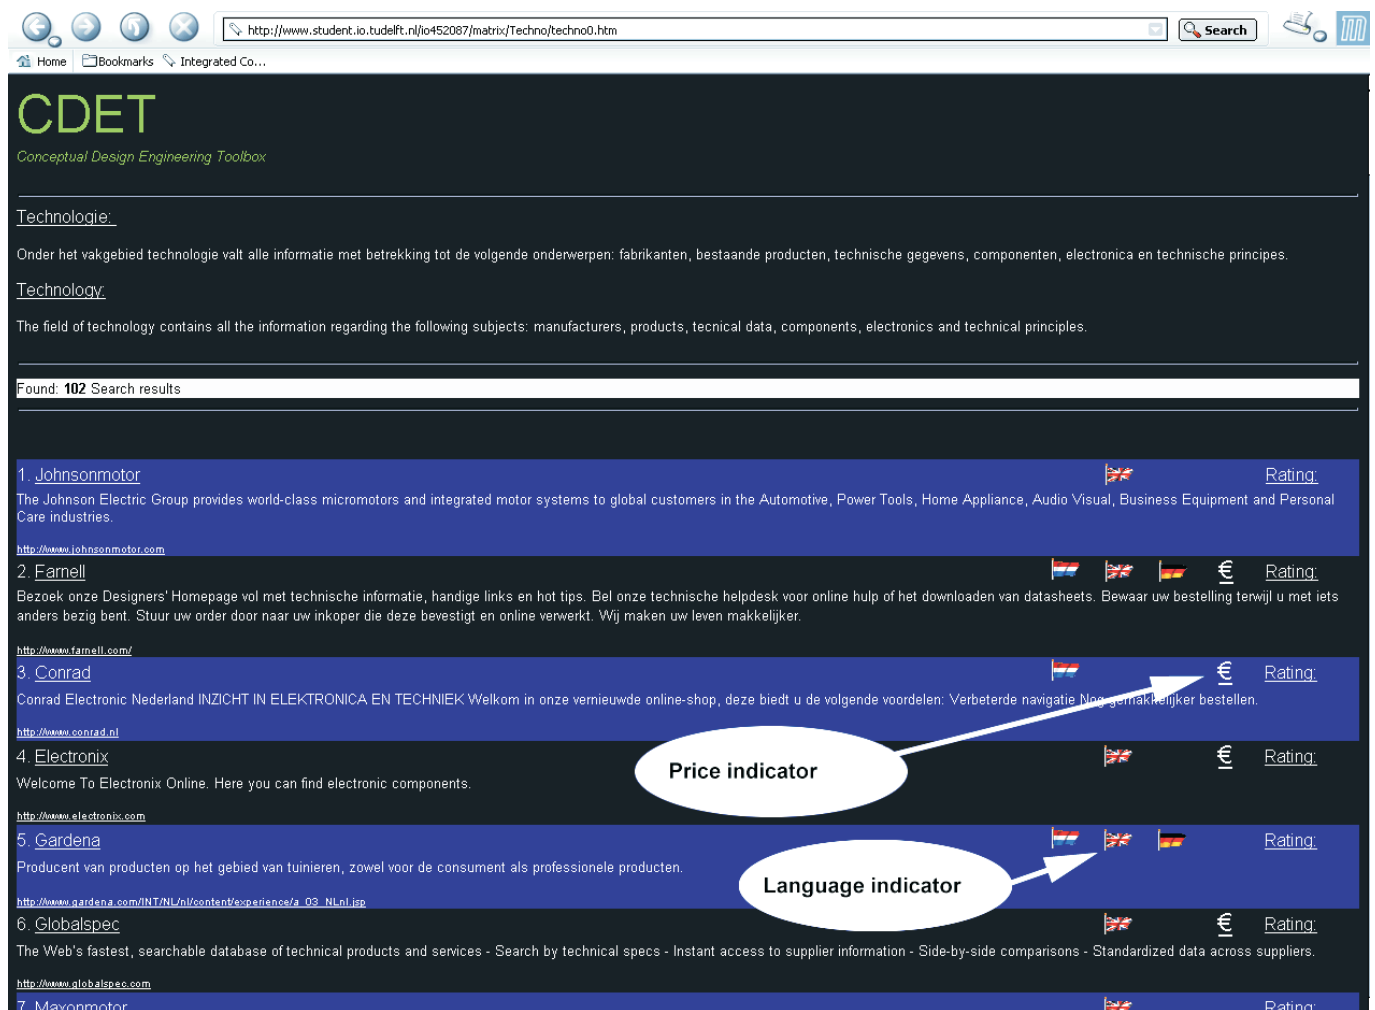 http://www.student.io.tudelft.nl/io452087/matrix/Techno/techno0.htm
Search
Home
Bookmarks
Integrated Co...
CDET
Conceptual Design Engineering Toolbox
Technologie:
Onder het vakgebied technologie valt alle informatie met betrekking tot de volgende onderwerpen: fabrikanten, bestaande producten, technische gegevens, componenten, electronica en technische principes.
Technology:
The field of technology contains all the information regarding the following subjects: manufacturers, products, tecnical data, components, electronics and technical principles.
Found: 102 Search results
1. Johnsonmotor
Rating:
The Johnson Electric Group provides world-class micromotors and integrated motor systems to global customers in the Automotive, Power Tools, Home Appliance, Audio Visual, Business Equipment and Personal
Care industries.
http://www.johnsonmotor.com
2. Farnell
€
Rating:
Bezoek onze Designers' Homepage vol met technische informatie, handige links en hot tips. Bel onze technische helpdesk voor online hulp of het downloaden van datasheets. Bewaar uw bestelling terwijl u met iets
anders bezig bent. Stuur uw order door naar uw inkoper die deze bevestigt en online verwerkt. Wij maken uw leven makkelijker.
http://www.farnell.com/
3. Conrad
€
Rating:
Conrad Electronic Nederland INZICHT IN ELEKTRONICA EN TECHNIEK Welkom in onze vernieuwde online-shop, deze biedt u de volgende voordelen: Verbeterde navigatie Nog gemakkelijker bestellen.
http://www.conrad.nl
4. Electronix
€
Rating:
Price indicator
Welcome To Electronix Online. Here you can find electronic components.
http://www.electronix.com
5. Gardena
Rating:
Producent van producten op het gebied van tuinieren, zowel voor de consument als professionele producten.
Language indicator
http://www.gardena.com/INT/NL/nl/content/experience/a_03_NLnl.jsp
6. Globalspec
€
Rating:
The Web's fastest, searchable database of technical products and services - Search by technical specs - Instant access to supplier information - Side-by-side comparisons - Standardized data across suppliers.
http://www.globalspec.com
7. Maxonmotor
Rating: